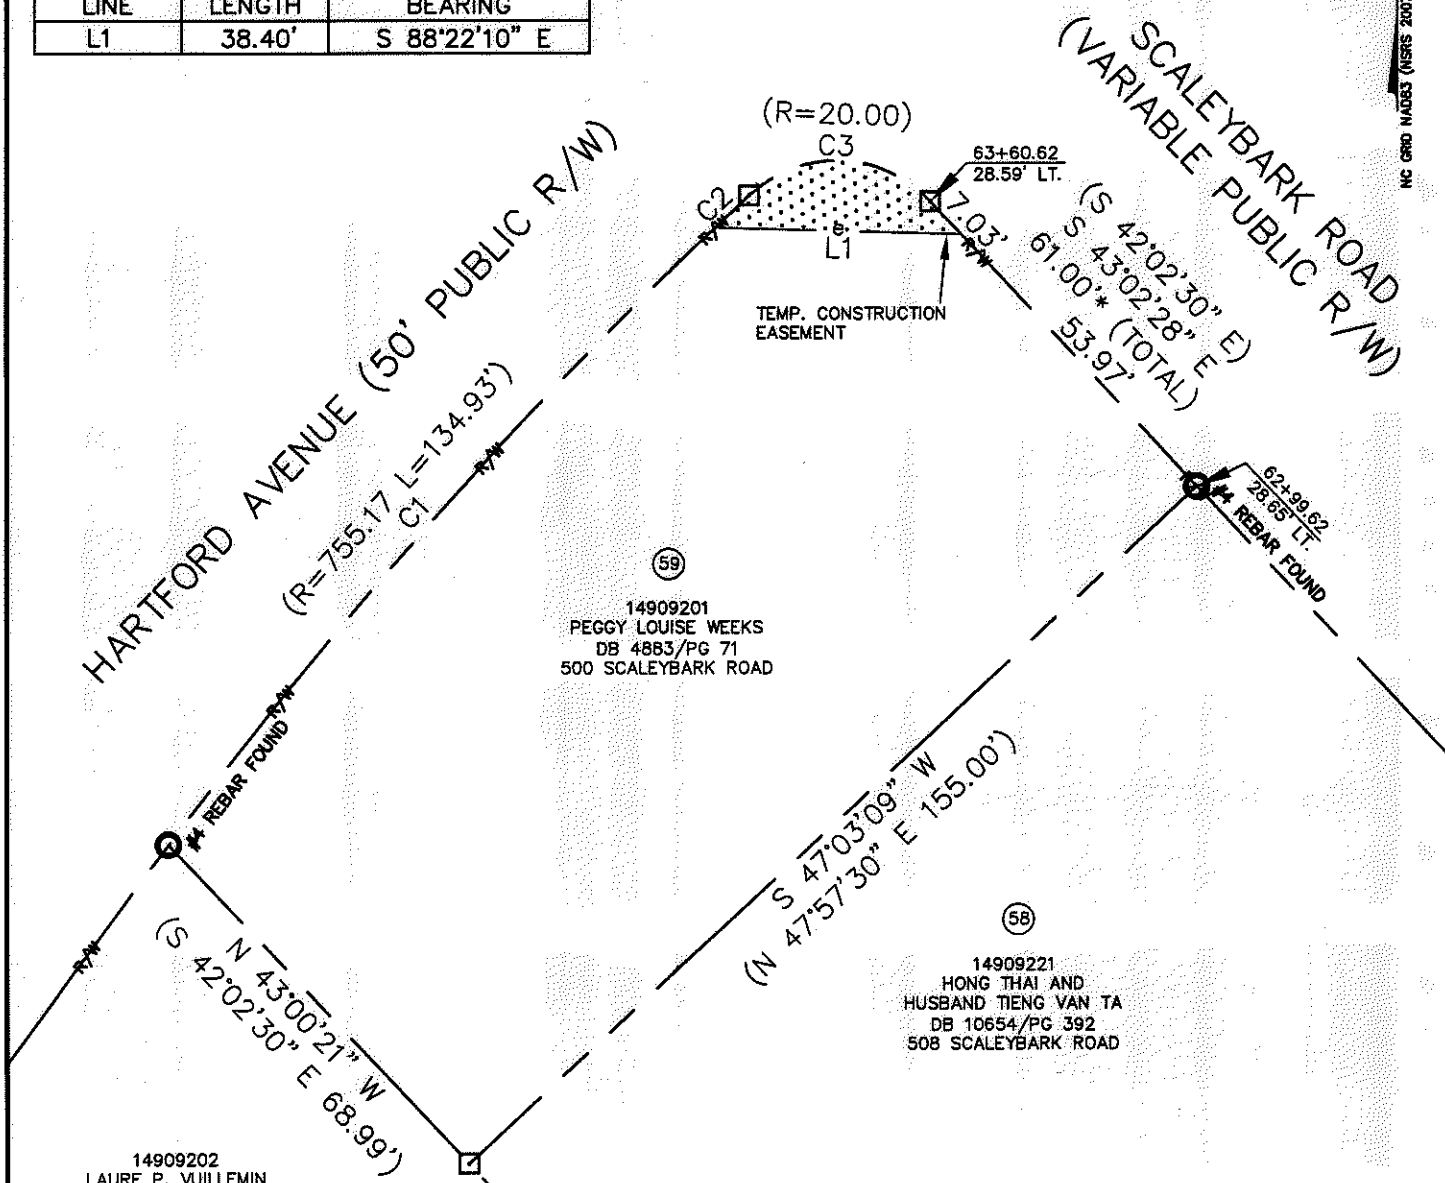 LINE LENGTH BEARING
L1 38.40' S 88°22'10" E
SCALEYBARK ROAD
(VARIABLE PUBLIC R/W)
NC GRID NAD83 (NSRS 2007
(R=20.00)
C3
63+60.62
28.59' LT.
C2
R/W
7.03'
R/W
L1
(S 42°02'30" E)
S 43°02'28" E
61.00'* (TOTAL)
53.97'
TEMP. CONSTRUCTION
EASEMENT
HARTFORD AVENUE (50' PUBLIC R/W)
(R=755.17 L=134.93')
C1
R/W
62+99.62
28.65' LT.
#4 REBAR FOUND
59
14909201
PEGGY LOUISE WEEKS
DB 4883/PG 71
500 SCALEYBARK ROAD
R/W
#4 REBAR FOUND
S 47°03'09" W
(N 47°57'30" E 155.00')
R/W
N 43°00'21" W
(S 42°02'30" E 68.99')
58
14909221
HONG THAI AND
HUSBAND TIENG VAN TA
DB 10654/PG 392
508 SCALEYBARK ROAD
14909202
LAURE P. VUILLEMIN